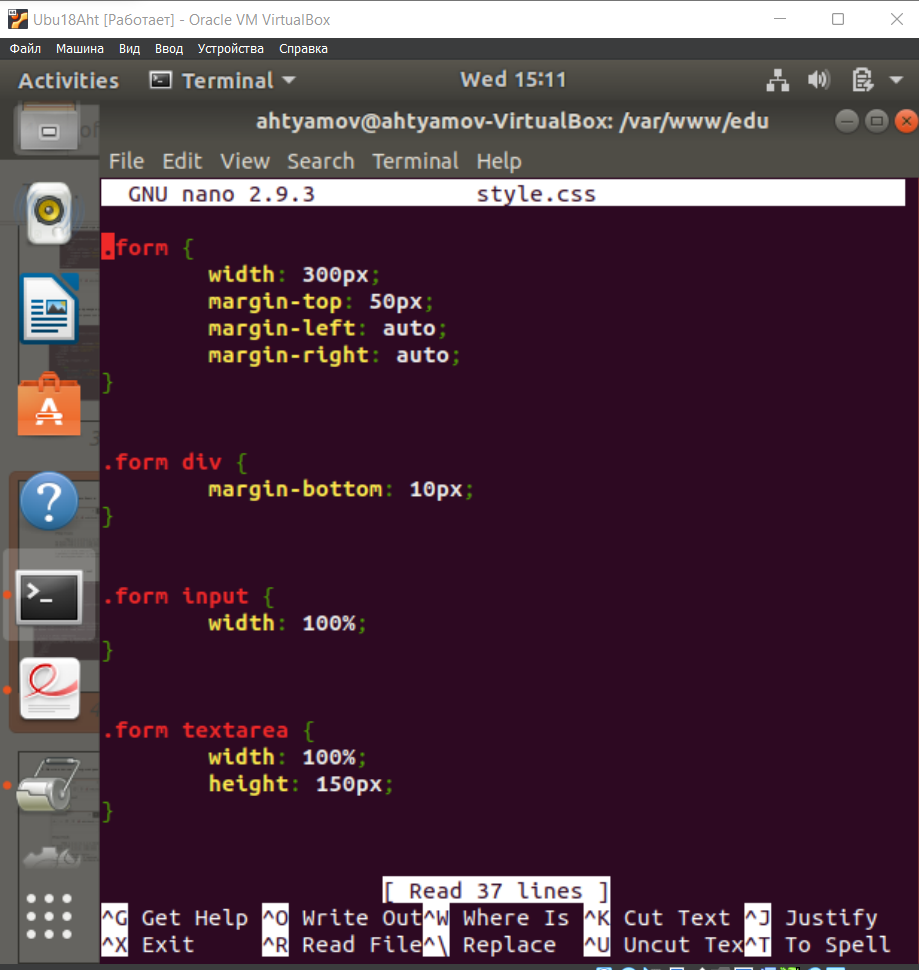 Ubu18Aht [Работает] - Oracle VM VirtualBox
Файл Машина Вид Ввод Устройства Справка
Activities Terminal Wed 15:11
ahtyamov@ahtyamov-VirtualBox: /var/www/edu
File Edit View Search Terminal Help
GNU nano 2.9.3 style.css
.form {
width: 300px;
margin-top: 50px;
margin-left: auto;
margin-right: auto;
}
.form div {
margin-bottom: 10px;
}
.form input {
width: 100%;
}
.form textarea {
width: 100%;
height: 150px;
}
[ Read 37 lines ]
^G Get Help ^O Write Out ^W Where Is ^K Cut Text ^J Justify
^X Exit ^R Read File ^\ Replace ^U Uncut Tex ^T To Spell